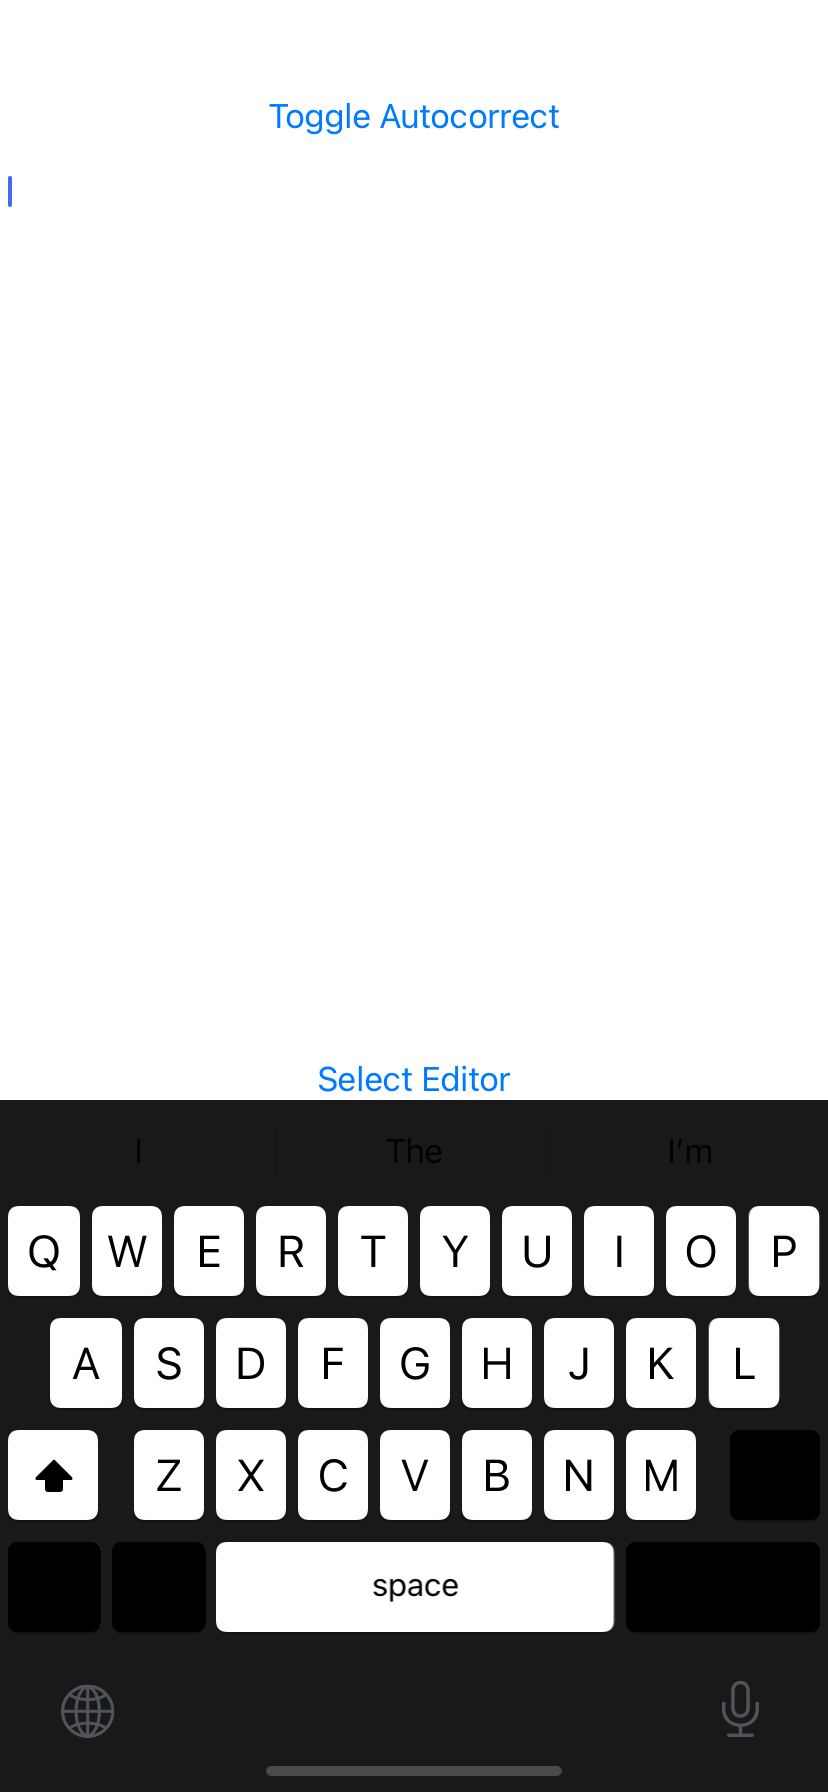 Toggle Autocorrect
Select Editor
I The I’m
Q W E R T Y U I O P
A S D F G H J K L
Z X C V B N M
space